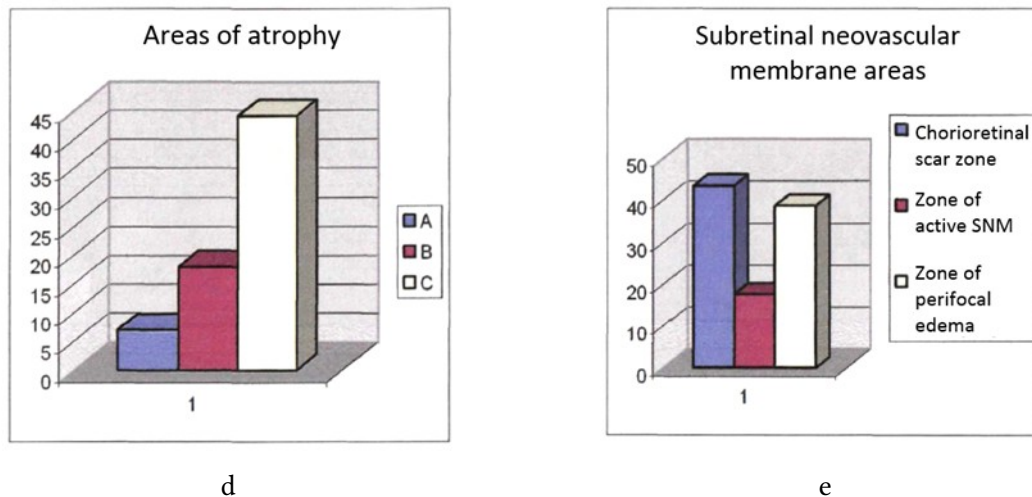 Areas of atrophy
45
40
35
30
25
20
15
10
5
0
1
A
B
C
d
Subretinal neovascular
membrane areas
50
40
30
20
10
0
1
Chorioretinal
scar zone
Zone of
active SNM
Zone of
perifocal
edema
e